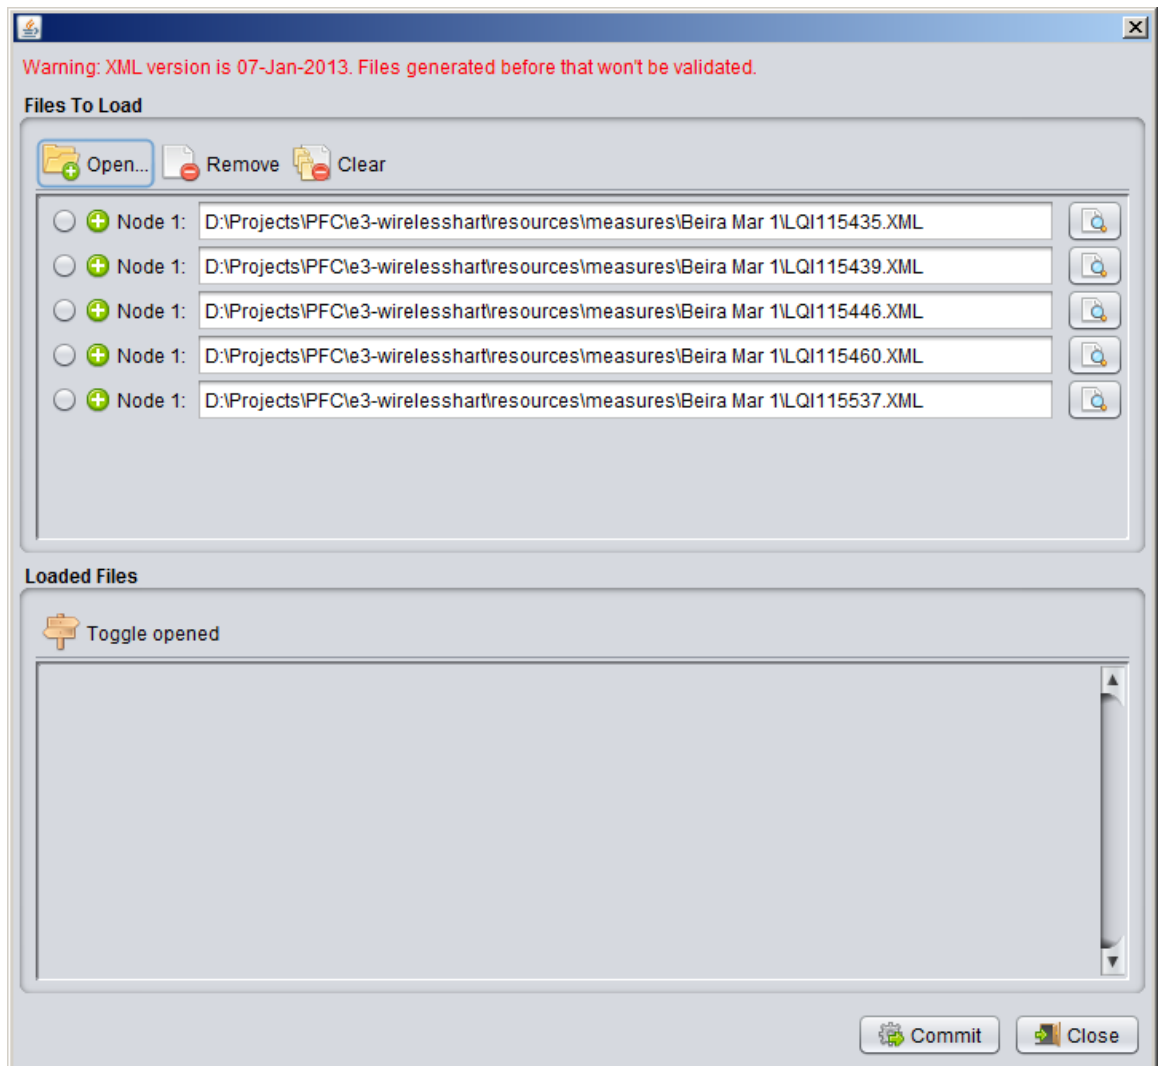 Warning: XML version is 07-Jan-2013. Files generated before that won't be validated.
Files To Load
Open... Remove Clear
Node 1: D:\Projects\PFC\e3-wirelesshart\resources\measures\Beira Mar 1\LQI115435.XML
Node 1: D:\Projects\PFC\e3-wirelesshart\resources\measures\Beira Mar 1\LQI115439.XML
Node 1: D:\Projects\PFC\e3-wirelesshart\resources\measures\Beira Mar 1\LQI115446.XML
Node 1: D:\Projects\PFC\e3-wirelesshart\resources\measures\Beira Mar 1\LQI115460.XML
Node 1: D:\Projects\PFC\e3-wirelesshart\resources\measures\Beira Mar 1\LQI115537.XML
Loaded Files
Toggle opened
Commit Close